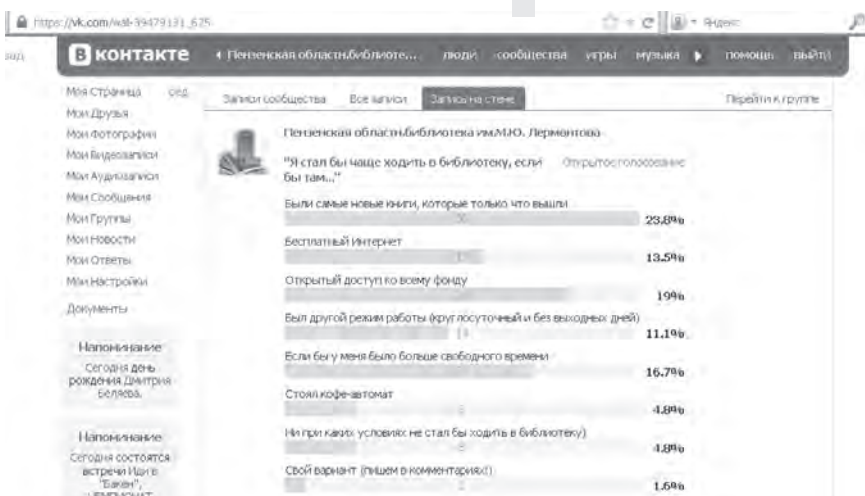 https://vk.com/wall-39479131_625
Яндекс
В контакте
Пензенская областн.библиоте... люди сообщества игры музыка помощь выйти
Моя Страница ред.
Мои Друзья
Мои Фотографии
Мои Видеозаписи
Мои Аудиозаписи
Мои Сообщения
Мои Группы
Мои Новости
Мои Ответы
Мои Настройки
Документы
Напоминание
Сегодня день
рождения Дмитрия
Беляева.
Напоминание
Сегодня состоятся
встречи Иди в
"Бакен",
Записи сообщества Все записи Запись на стене Перейти к группе
Пензенская областн.библиотека им.М.Ю. Лермонтова
"Я стал бы чаще ходить в библиотеку, если
бы там..."
Открытое голосование
Были самые новые книги, которые только что вышли
23.8%
Бесплатный Интернет
13.5%
Открытый доступ ко всему фонду
19%
Был другой режим работы (круглосуточный и без выходных дней)
11.1%
Если бы у меня было больше свободного времени
16.7%
Стоял кофе-автомат
4.8%
Ни при каких условиях не стал бы ходить в библиотеку)
4.8%
Свой вариант (пишем в комментариях!)
1.6%